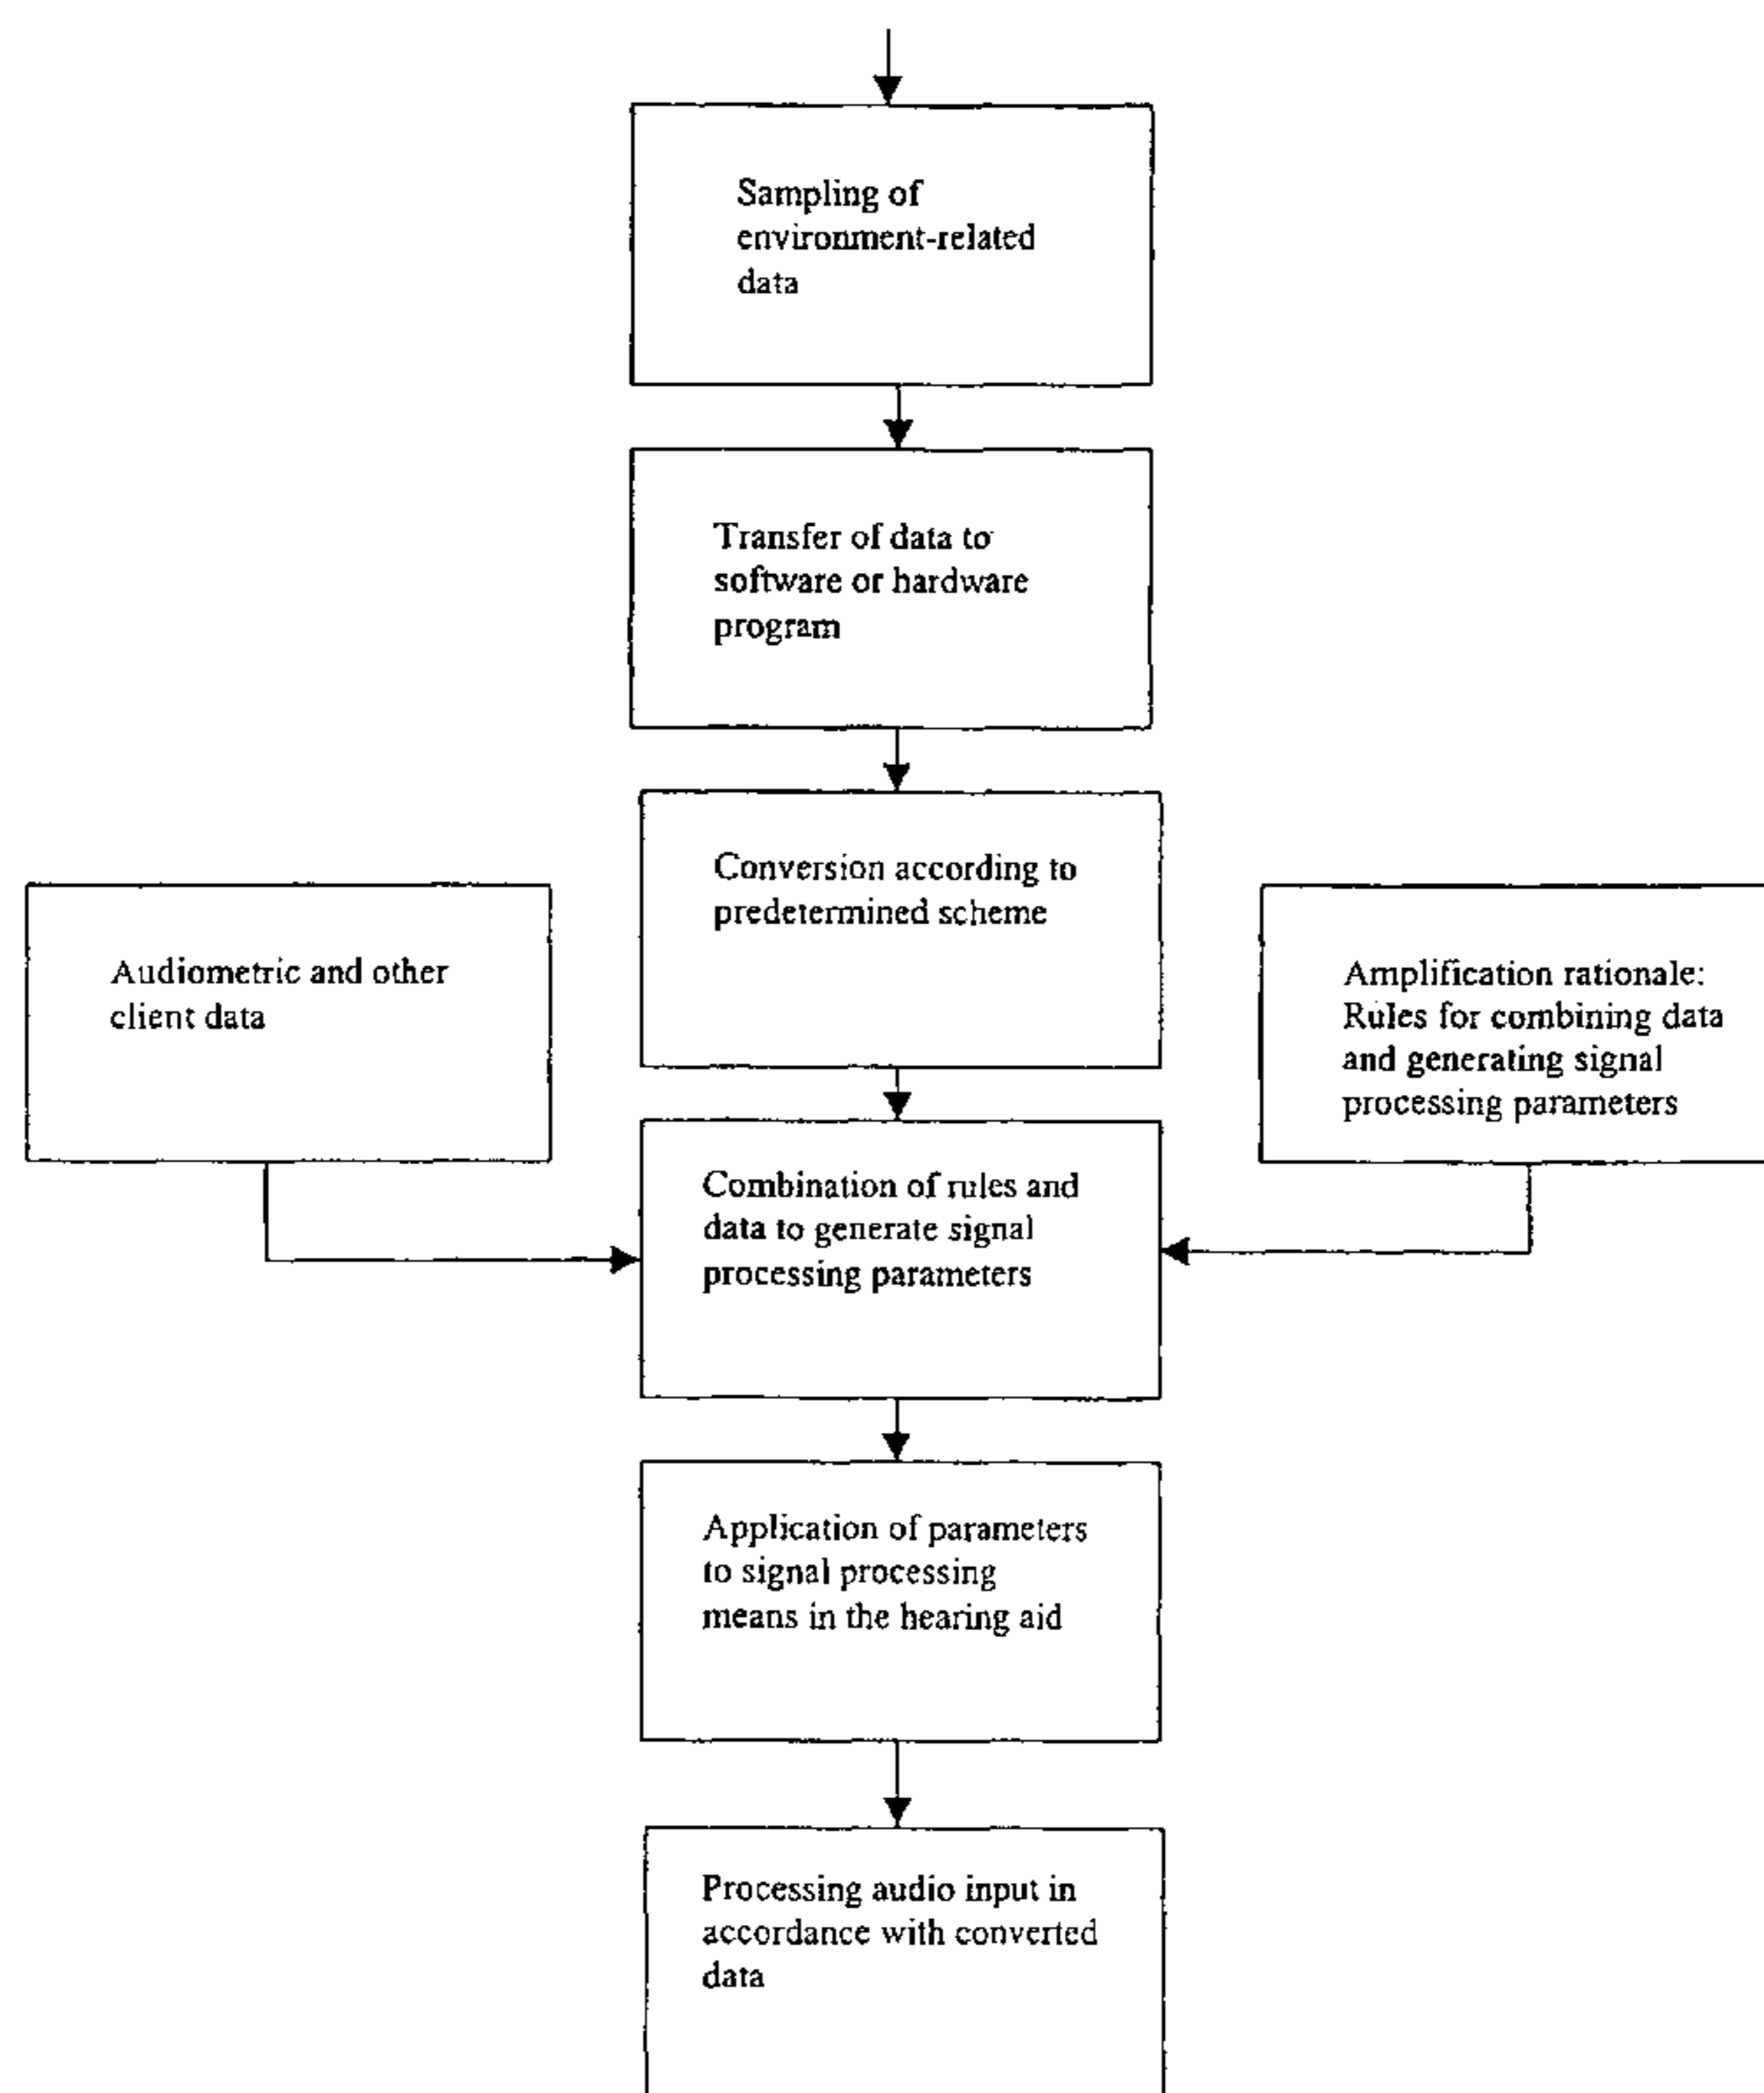 Sampling of
environment-related
data
Transfer of data to
software or hardware
program
Conversion according to
predetermined scheme
Audiometric and other
client data
Amplification rationale:
Rules for combining data
and generating signal
processing parameters
Combination of rules and
data to generate signal
processing parameters
Application of parameters
to signal processing
means in the hearing aid
Processing audio input in
accordance with converted
data